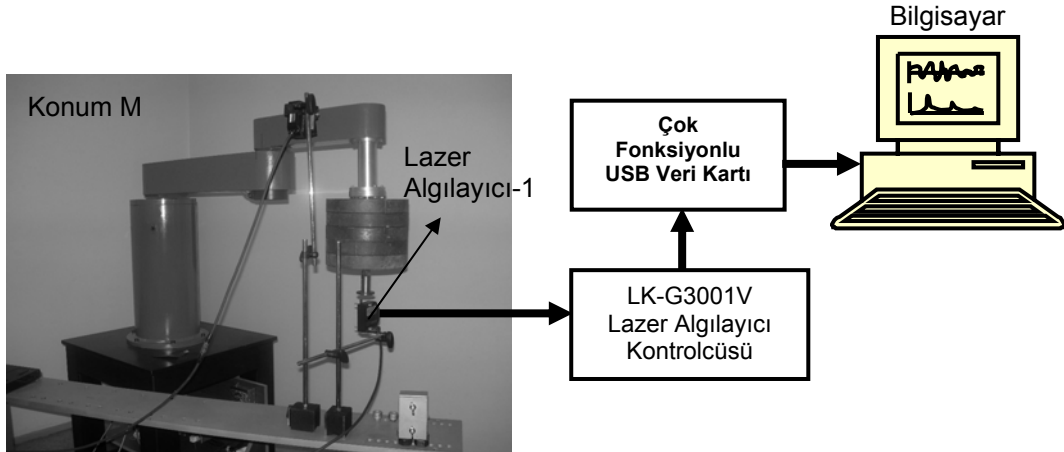 Bilgisayar
Konum M
Lazer
Algılayıcı-1
Çok
Fonksiyonlu
USB Veri Kartı
LK-G3001V
Lazer Algılayıcı
Kontrolcüsü